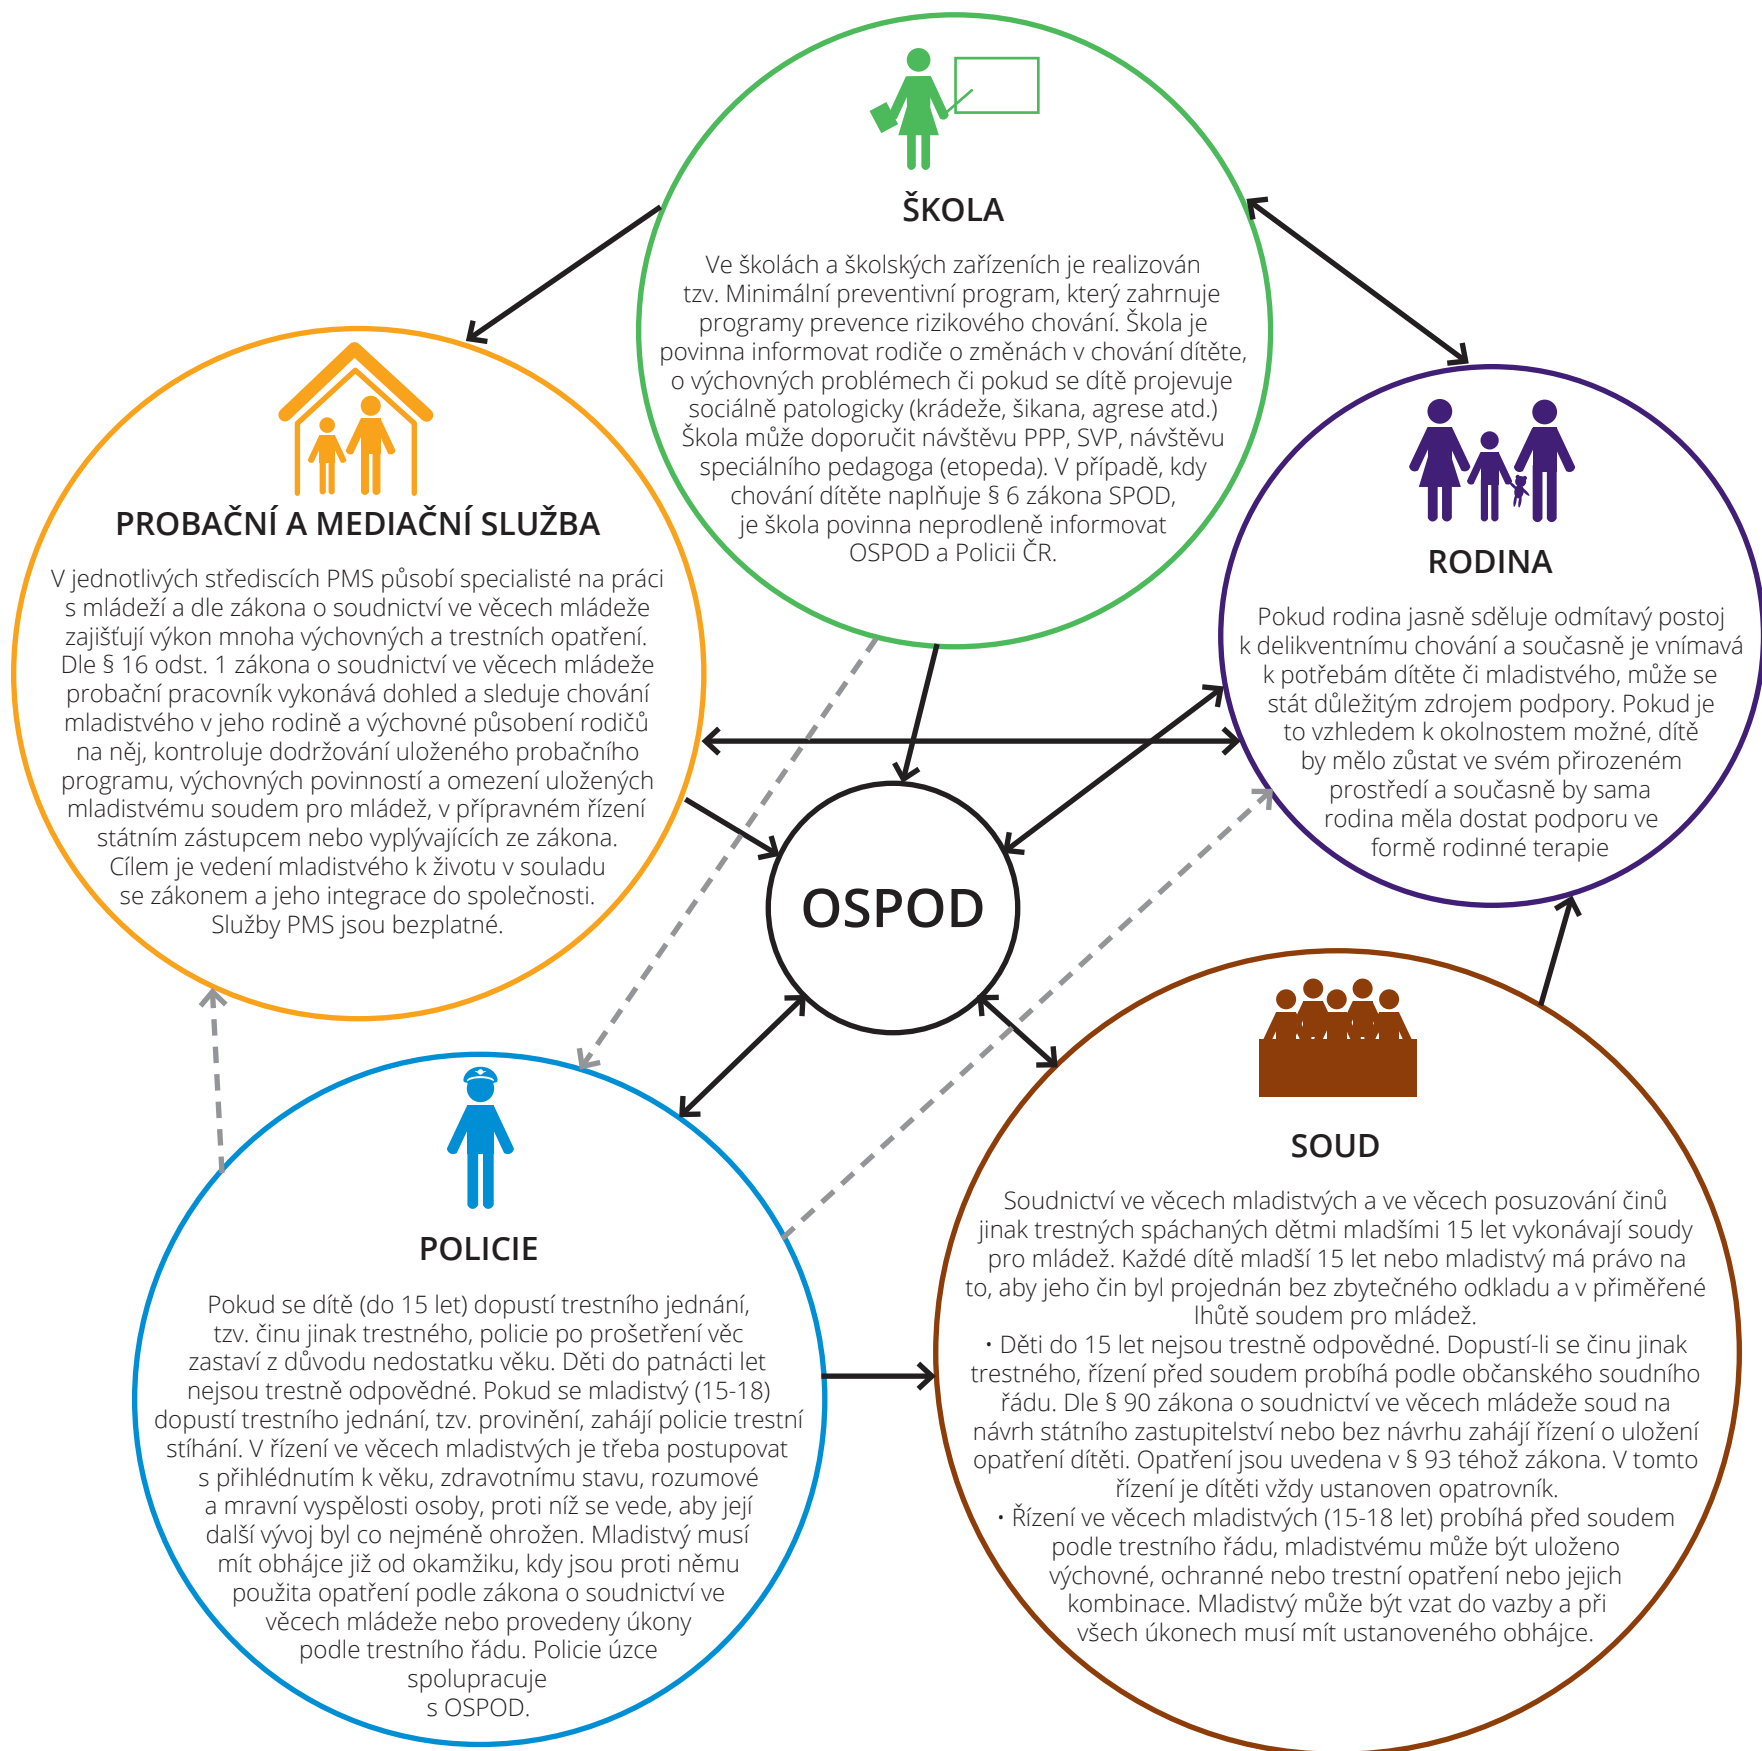 ŠKOLA
Ve školách a školských zařízeních je realizován
tzv. Minimální preventivní program, který zahrnuje
programy prevence rizikového chování. Škola je
povinna informovat rodiče o změnách v chování dítěte,
o výchovných problémech či pokud se dítě projevuje
sociálně patologicky (krádeže, šikana, agrese atd.)
Škola může doporučit návštěvu PPP, SVP, návštěvu
speciálního pedagoga (etopeda). V případě, kdy
chování dítěte naplňuje § 6 zákona SPOD,
je škola povinna neprodleně informovat
OSPOD a Policii ČR.
PROBAČNÍ A MEDIAČNÍ SLUŽBA
V jednotlivých střediscích PMS působí specialisté na práci
s mládeží a dle zákona o soudnictví ve věcech mládeže
zajišťují výkon mnoha výchovných a trestních opatření.
Dle § 16 odst. 1 zákona o soudnictví ve věcech mládeže
probační pracovník vykonává dohled a sleduje chování
mladistvého v jeho rodině a výchovné působení rodičů
na něj, kontroluje dodržování uloženého probačního
programu, výchovných povinností a omezení uložených
mladistvému soudem pro mládež, v přípravném řízení
státním zástupcem nebo vyplývajících ze zákona.
Cílem je vedení mladistvého k životu v souladu
se zákonem a jeho integrace do společnosti.
Služby PMS jsou bezplatné.
RODINA
Pokud rodina jasně sděluje odmítavý postoj
k delikventnímu chování a současně je vnímavá
k potřebám dítěte či mladistvého, může se
stát důležitým zdrojem podpory. Pokud je
to vzhledem k okolnostem možné, dítě
by mělo zůstat ve svém přirozeném
prostředí a současně by sama
rodina měla dostat podporu ve
formě rodinné terapie
OSPOD
POLICIE
Pokud se dítě (do 15 let) dopustí trestního jednání,
tzv. činu jinak trestného, policie po prošetření věc
zastaví z důvodu nedostatku věku. Děti do patnácti let
nejsou trestně odpovědné. Pokud se mladistvý (15-18)
dopustí trestního jednání, tzv. provinění, zahájí policie trestní
stíhání. V řízení ve věcech mladistvých je třeba postupovat
s přihlédnutím k věku, zdravotnímu stavu, rozumové
a mravní vyspělosti osoby, proti níž se vede, aby její
další vývoj byl co nejméně ohrožen. Mladistvý musí
mít obhájce již od okamžiku, kdy jsou proti němu
použita opatření podle zákona o soudnictví ve
věcech mládeže nebo provedeny úkony
podle trestního řádu. Policie úzce
spolupracuje
s OSPOD.
SOUD
Soudnictví ve věcech mladistvých a ve věcech posuzování činů
jinak trestných spáchaných dětmi mladšími 15 let vykonávají soudy
pro mládež. Každé dítě mladší 15 let nebo mladistvý má právo na
to, aby jeho čin byl projednán bez zbytečného odkladu a v přiměřené
lhůtě soudem pro mládež.
• Děti do 15 let nejsou trestně odpovědné. Dopustí-li se činu jinak
trestného, řízení před soudem probíhá podle občanského soudního
řádu. Dle § 90 zákona o soudnictví ve věcech mládeže soud na
návrh státního zastupitelství nebo bez návrhu zahájí řízení o uložení
opatření dítěti. Opatření jsou uvedena v § 93 téhož zákona. V tomto
řízení je dítěti vždy ustanoven opatrovník.
• Řízení ve věcech mladistvých (15-18 let) probíhá před soudem
podle trestního řádu, mladistvému může být uloženo
výchovné, ochranné nebo trestní opatření nebo jejich
kombinace. Mladistvý může být vzat do vazby a při
všech úkonech musí mít ustanoveného obhájce.